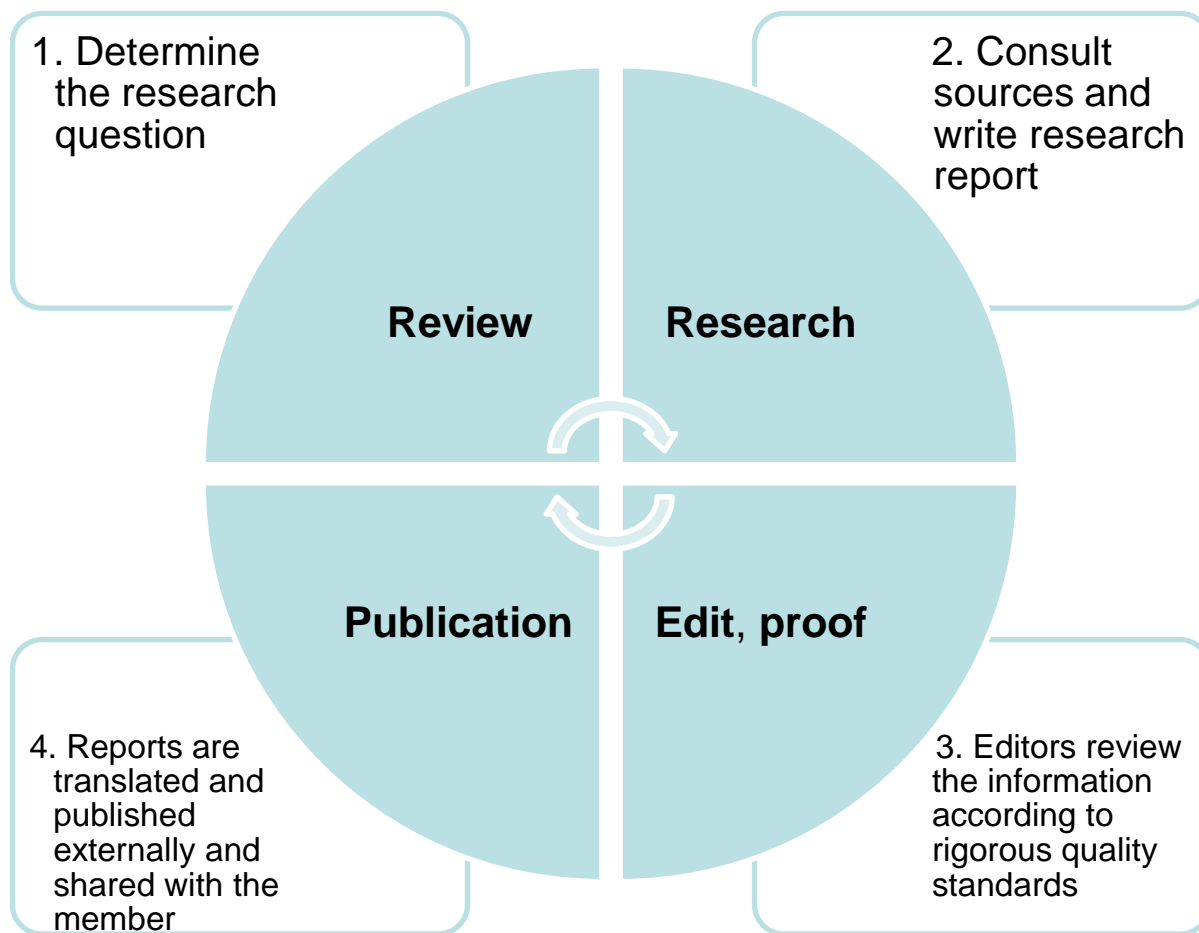 1. Determine
the research
question
2. Consult
sources and
write research
report
Review
Research
Publication
Edit, proof
4. Reports are
translated and
published
externally and
shared with the
member
3. Editors review
the information
according to
rigorous quality
standards